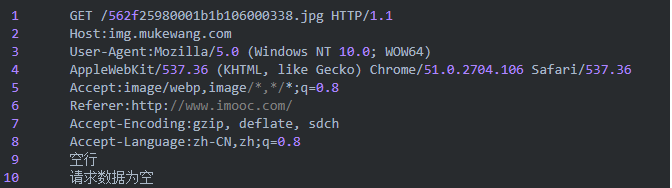 1 GET /562f25980001b1b106000338.jpg HTTP/1.1
2 Host:img.mukewang.com
3 User-Agent:Mozilla/5.0 (Windows NT 10.0; WOW64)
4 AppleWebKit/537.36 (KHTML, like Gecko) Chrome/51.0.2704.106 Safari/537.36
5 Accept:image/webp,image/*,*/*;q=0.8
6 Referer:http://www.imooc.com/
7 Accept-Encoding:gzip, deflate, sdch
8 Accept-Language:zh-CN,zh;q=0.8
9 空行
10 请求数据为空